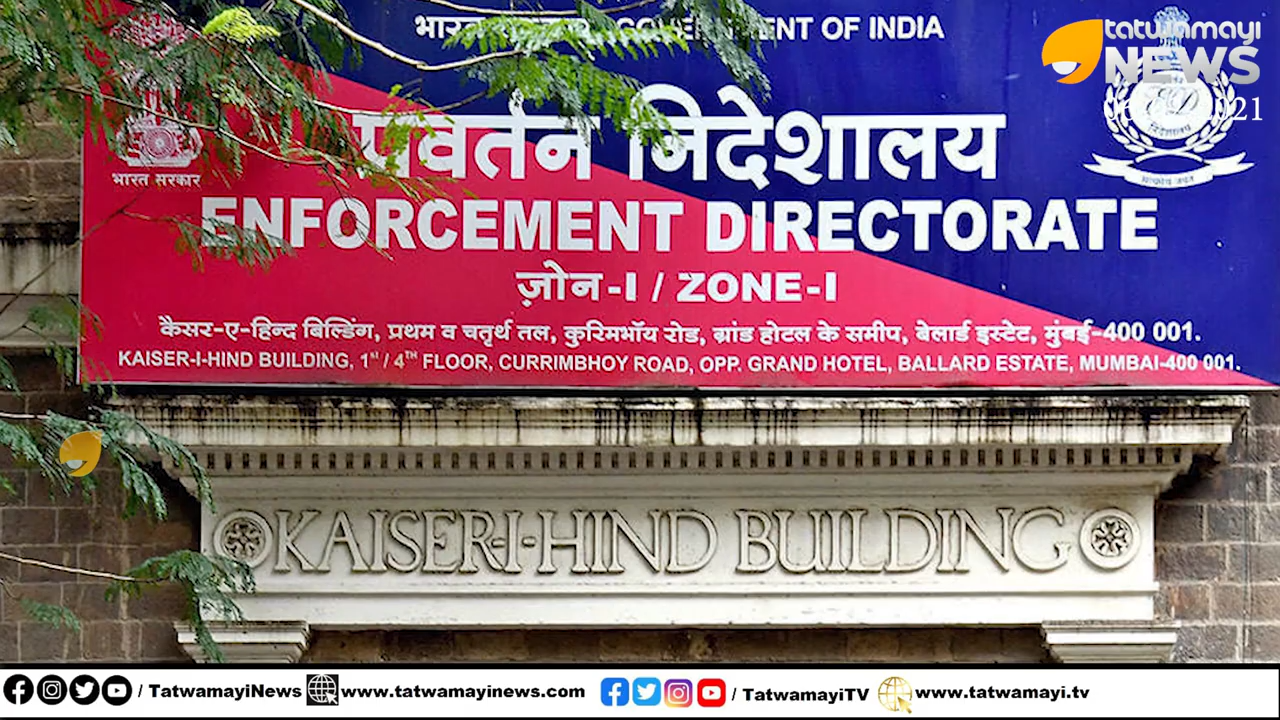 भारत GOVERNMENT OF INDIA
tatwamayi
NEWS
प्रवर्तन निदेशालय
भारत सरकार
ENFORCEMENT DIRECTORATE
ज़ोन-I / ZONE-I
कैसर-ए-हिन्द बिल्डिंग, प्रथम व चतुर्थ तल, कुरिमभॉय रोड, ग्रांड होटल के समीप, बेलार्ड इस्टेट, मुंबई-400 001.
KAISER-I-HIND BUILDING, 1st / 4TH FLOOR, CURRIMBHOY ROAD, OPP. GRAND HOTEL, BALLARD ESTATE, MUMBAI-400 001.
KAISER-I-HIND BUILDING
/ TatwamayiNews www.tatwamayinews.com / TatwamayiTV www.tatwamayi.tv